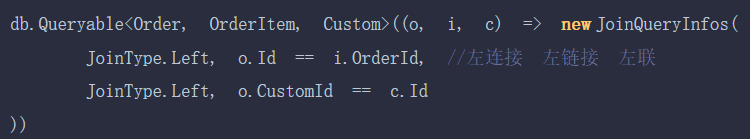 db.Queryable<Order, OrderItem, Custom>((o, i, c) => new JoinQueryInfos(
JoinType.Left, o.Id == i.OrderId, //左连接 左链接 左联
JoinType.Left, o.CustomId == c.Id
))